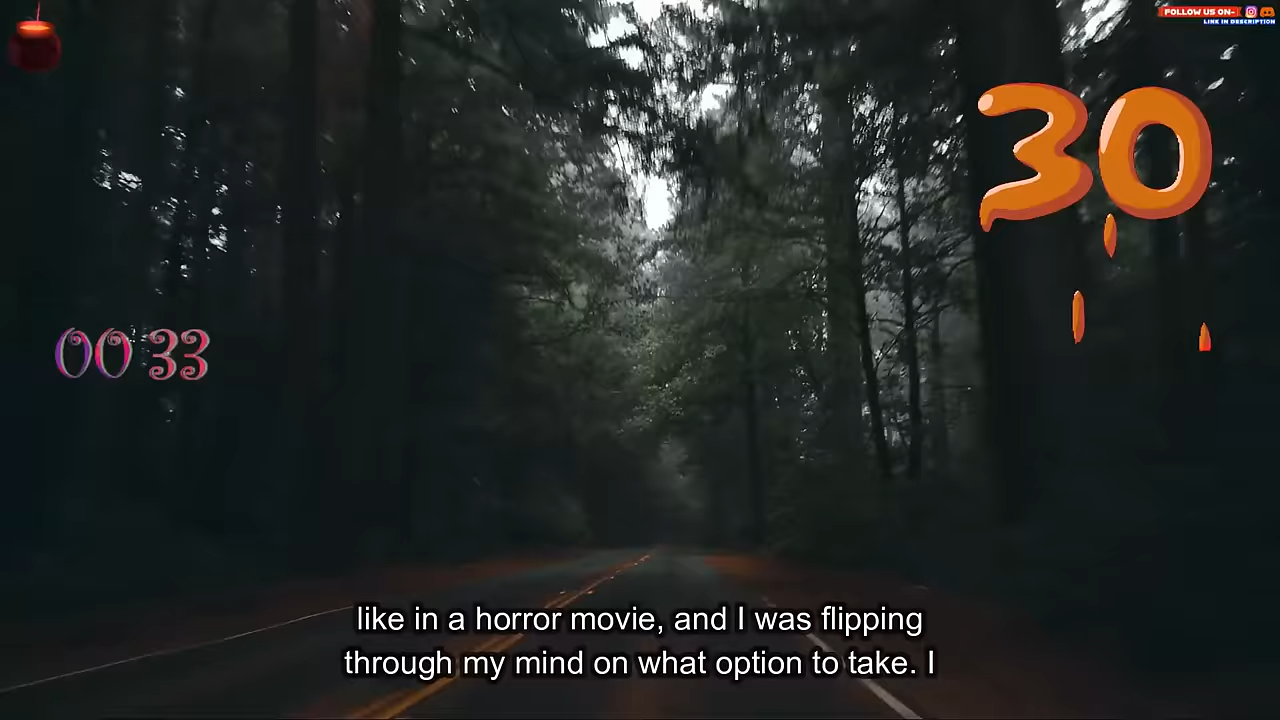 FOLLOW US ON-
LINK IN DESCRIPTION
30
00 33
like in a horror movie, and I was flipping
through my mind on what option to take. I